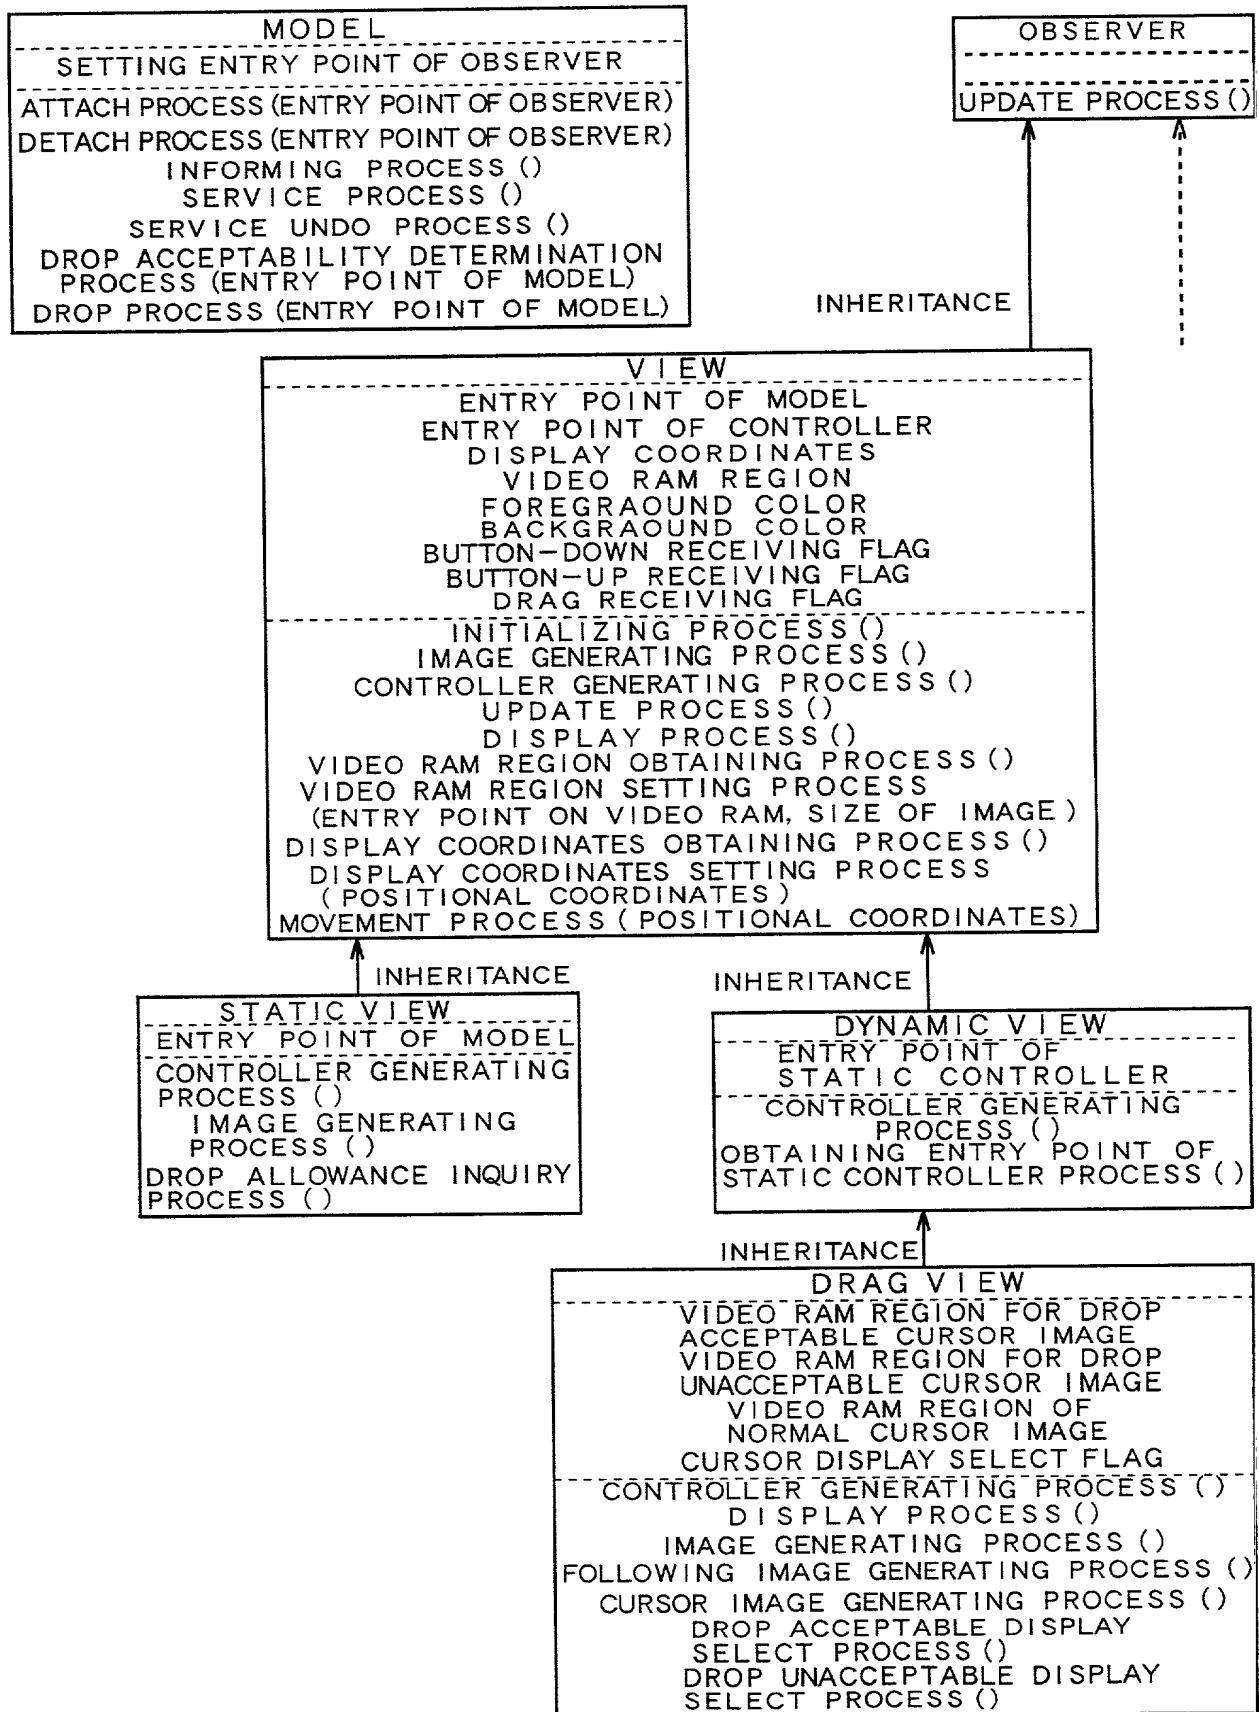 MODEL
SETTING ENTRY POINT OF OBSERVER
ATTACH PROCESS (ENTRY POINT OF OBSERVER)
DETACH PROCESS (ENTRY POINT OF OBSERVER)
INFORMING PROCESS ()
SERVICE PROCESS ()
SERVICE UNDO PROCESS ()
DROP ACCEPTABILITY DETERMINATION
PROCESS (ENTRY POINT OF MODEL)
DROP PROCESS (ENTRY POINT OF MODEL)
OBSERVER
UPDATE PROCESS ()
INHERITANCE
VIEW
ENTRY POINT OF MODEL
ENTRY POINT OF CONTROLLER
DISPLAY COORDINATES
VIDEO RAM REGION
FOREGRAOUND COLOR
BACKGRAOUND COLOR
BUTTON-DOWN RECEIVING FLAG
BUTTON-UP RECEIVING FLAG
DRAG RECEIVING FLAG
INITIALIZING PROCESS ()
IMAGE GENERATING PROCESS ()
CONTROLLER GENERATING PROCESS ()
UPDATE PROCESS ()
DISPLAY PROCESS ()
VIDEO RAM REGION OBTAINING PROCESS ()
VIDEO RAM REGION SETTING PROCESS
(ENTRY POINT ON VIDEO RAM, SIZE OF IMAGE)
DISPLAY COORDINATES OBTAINING PROCESS ()
DISPLAY COORDINATES SETTING PROCESS
(POSITIONAL COORDINATES)
MOVEMENT PROCESS (POSITIONAL COORDINATES)
INHERITANCE
INHERITANCE
STATIC VIEW
ENTRY POINT OF MODEL
CONTROLLER GENERATING
PROCESS ()
IMAGE GENERATING
PROCESS ()
DROP ALLOWANCE INQUIRY
PROCESS ()
DYNAMIC VIEW
ENTRY POINT OF
STATIC CONTROLLER
CONTROLLER GENERATING
PROCESS ()
OBTAINING ENTRY POINT OF
STATIC CONTROLLER PROCESS ()
INHERITANCE
DRAG VIEW
VIDEO RAM REGION FOR DROP
ACCEPTABLE CURSOR IMAGE
VIDEO RAM REGION FOR DROP
UNACCEPTABLE CURSOR IMAGE
VIDEO RAM REGION OF
NORMAL CURSOR IMAGE
CURSOR DISPLAY SELECT FLAG
CONTROLLER GENERATING PROCESS ()
DISPLAY PROCESS ()
IMAGE GENERATING PROCESS ()
FOLLOWING IMAGE GENERATING PROCESS ()
CURSOR IMAGE GENERATING PROCESS ()
DROP ACCEPTABLE DISPLAY
SELECT PROCESS ()
DROP UNACCEPTABLE DISPLAY
SELECT PROCESS ()